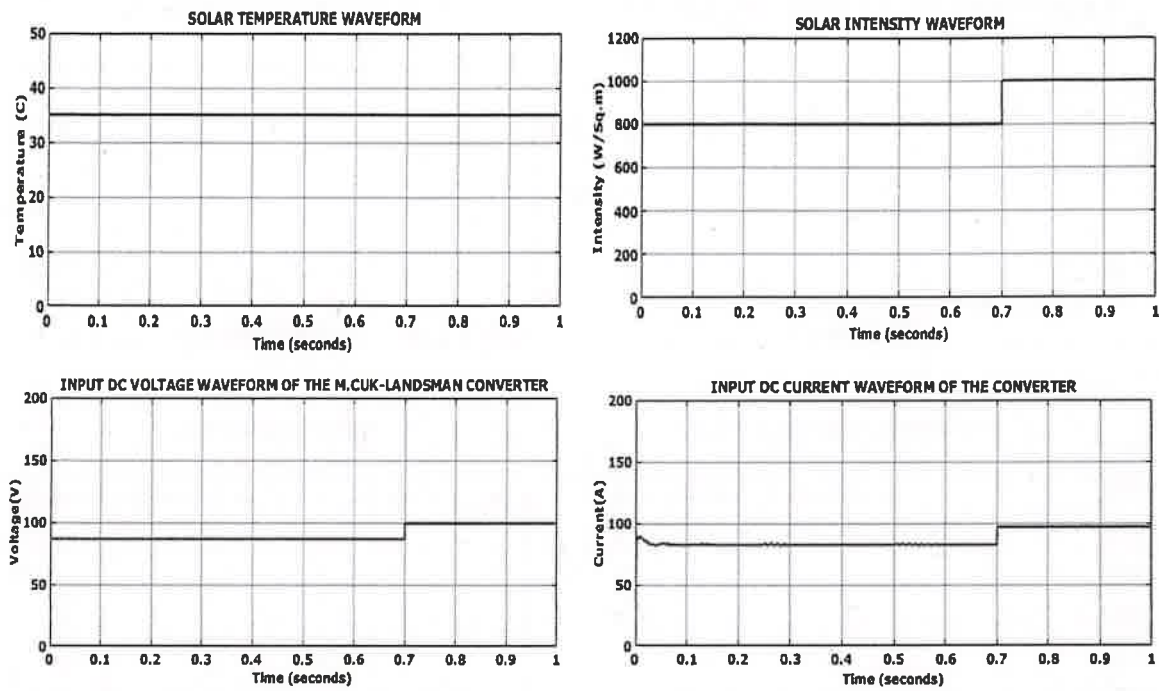 SOLAR TEMPERATURE WAVEFORM
50
40
30
20
10
0
Temperature (C)
0 0.1 0.2 0.3 0.4 0.5 0.6 0.7 0.8 0.9 1
Time (seconds)
SOLAR INTENSITY WAVEFORM
1200
1000
800
600
400
200
0
Intensity (W/Sq.m)
0 0.1 0.2 0.3 0.4 0.5 0.6 0.7 0.8 0.9 1
Time (seconds)
INPUT DC VOLTAGE WAVEFORM OF THE M.CUK-LANDSMAN CONVERTER
200
150
100
50
0
Voltage(V)
0 0.1 0.2 0.3 0.4 0.5 0.6 0.7 0.8 0.9 1
Time (seconds)
INPUT DC CURRENT WAVEFORM OF THE CONVERTER
200
150
100
50
0
Current(A)
0 0.1 0.2 0.3 0.4 0.5 0.6 0.7 0.8 0.9 1
Time (seconds)